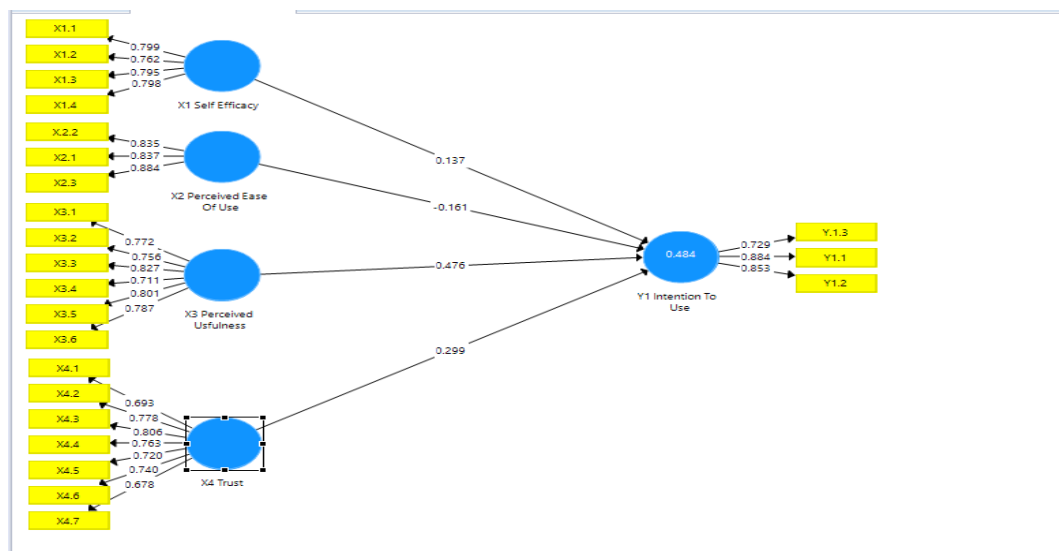 X1.1
X1.2
X1.3
X1.4
0.799
0.762
0.795
0.798
X1 Self Efficacy
X.2.2
X2.1
X2.3
0.835
0.837
0.884
X2 Perceived Ease
Of Use
X3.1
X3.2
X3.3
X3.4
X3.5
X3.6
0.772
0.756
0.827
0.711
0.801
0.787
X3 Perceived
Usfulness
X4.1
X4.2
X4.3
X4.4
X4.5
X4.6
X4.7
0.693
0.778
0.806
0.763
0.720
0.740
0.678
X4 Trust
0.137
-0.161
0.476
0.299
0.484
Y1 Intention To
Use
0.729
0.884
0.853
Y.1.3
Y1.1
Y1.2